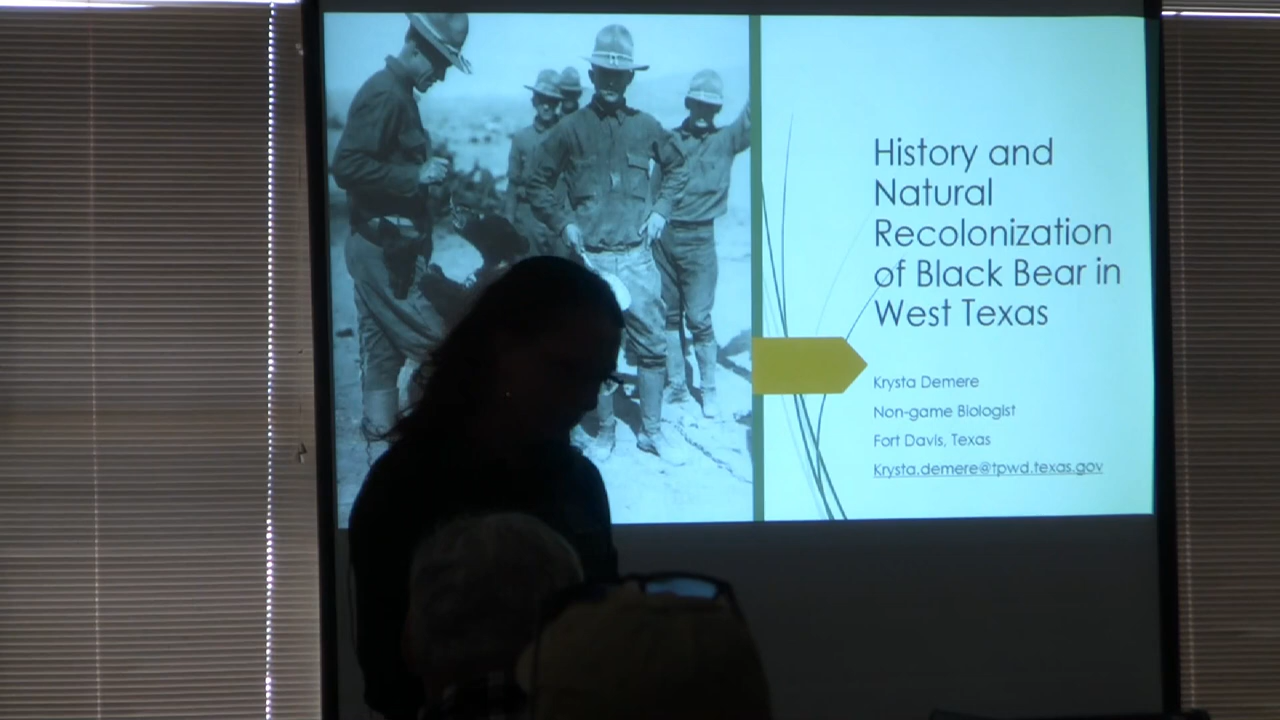 History and
Natural
Recolonization
of Black Bear in
West Texas
Krysta Demere
Non-game Biologist
Fort Davis, Texas
Krysta.demere@tpwd.texas.gov